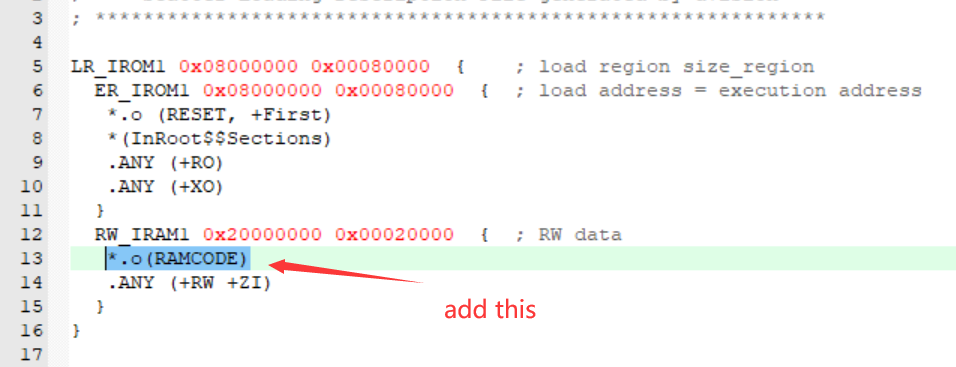 3 ; *************************************************************
4
5 LR_IROM1 0x08000000 0x00080000 { ; load region size_region
6 ER_IROM1 0x08000000 0x00080000 { ; load address = execution address
7 *.o (RESET, +First)
8 *(InRoot$$Sections)
9 .ANY (+RO)
10 .ANY (+XO)
11 }
12 RW_IRAM1 0x20000000 0x00020000 { ; RW data
13 *.o(RAMCODE)
14 .ANY (+RW +ZI)
add this
15 }
16 }
17